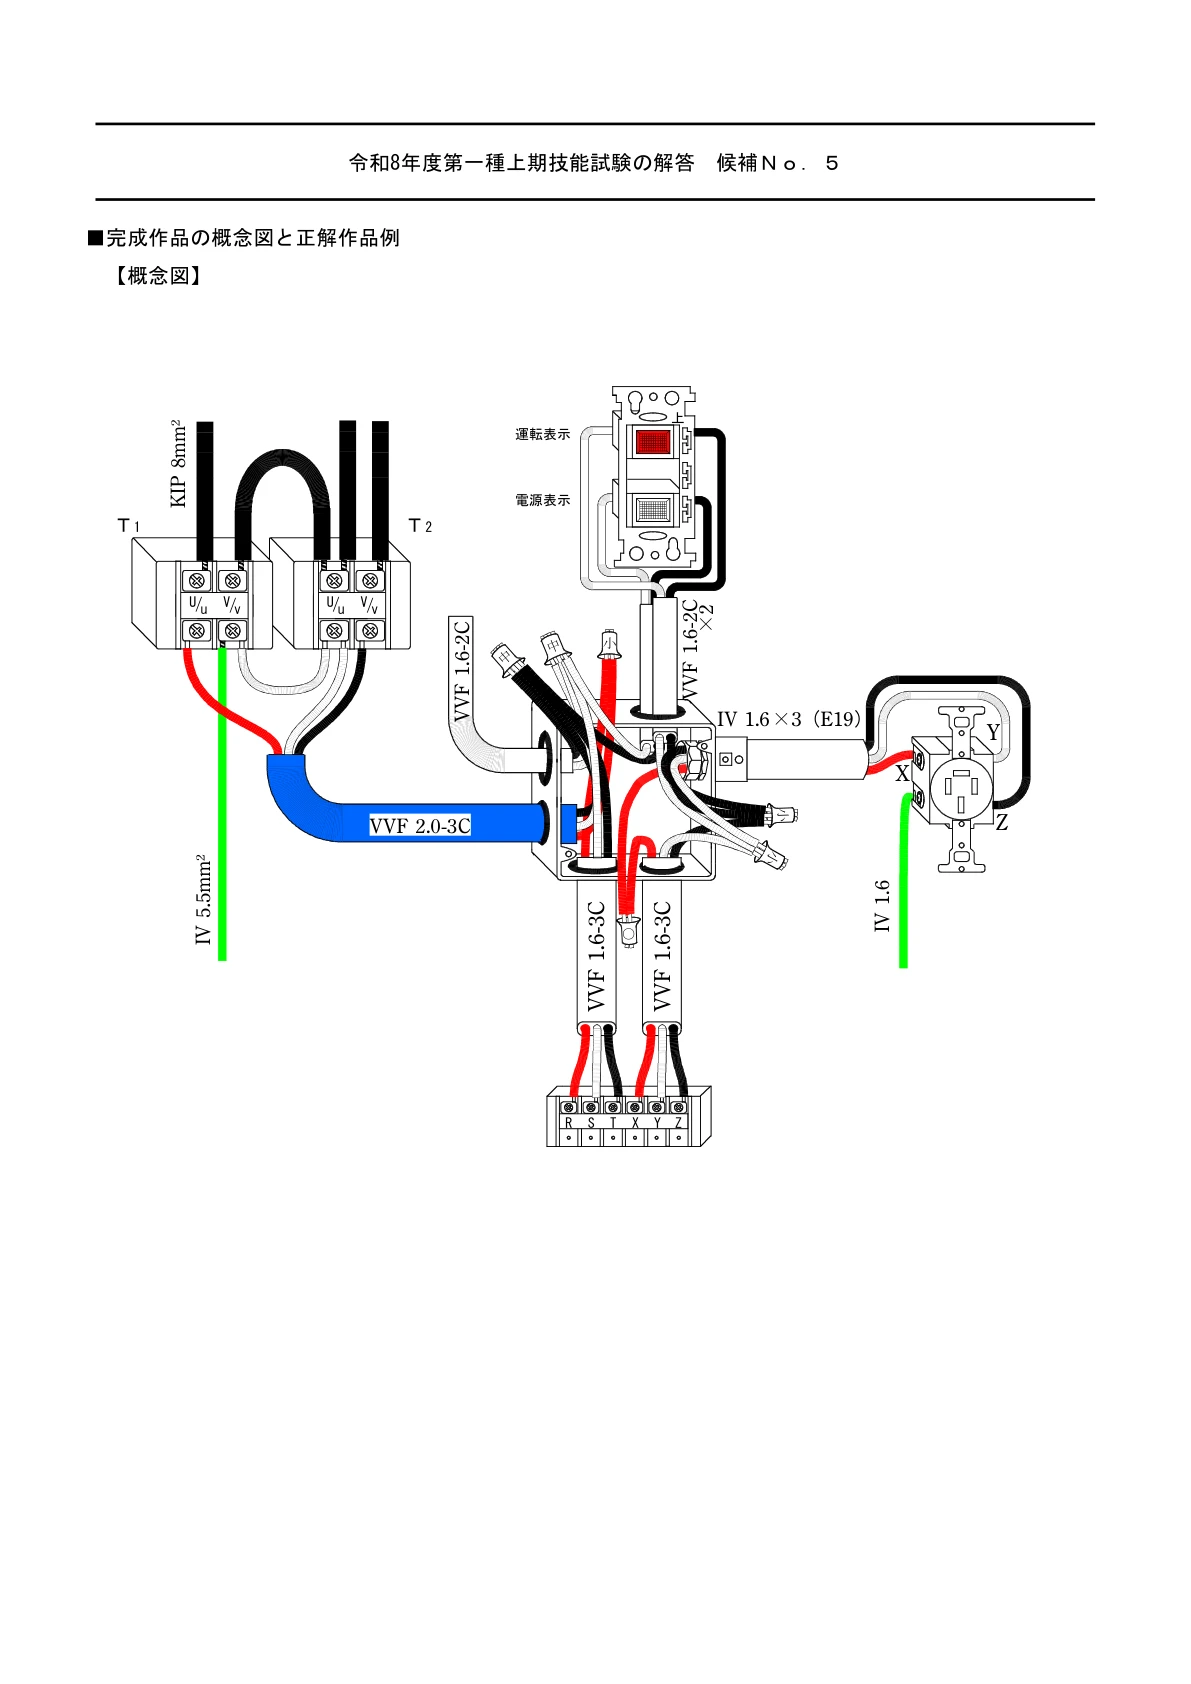 令和8年度第一種上期技能試験の解答　候補Ｎｏ．５
■完成作品の概念図と正解作品例
【概念図】
上
運転表示
電源表示
KIP 8mm²
T1
T2
U/u V/v
U/u V/v
VVF 1.6-2C
VVF 1.6-2C ×2
IV 1.6×3（E19）
Y
X
Z
VVF 2.0-3C
IV 5.5mm²
IV 1.6
VVF 1.6-3C
VVF 1.6-3C
R S T X Y Z